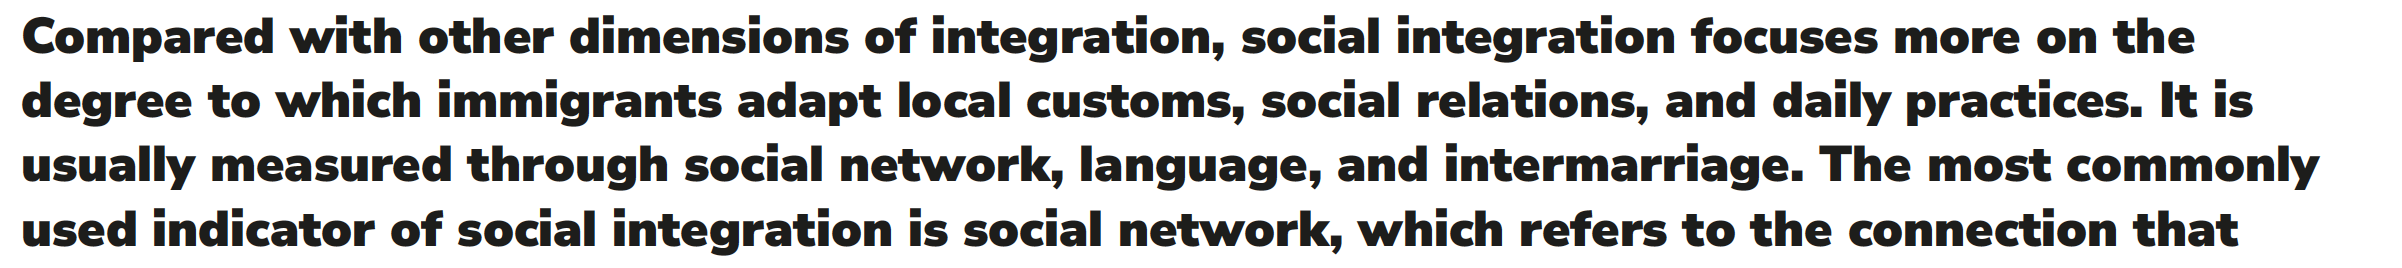 Compared with other dimensions of integration, social integration focuses more on the
degree to which immigrants adapt local customs, social relations, and daily practices. It is
usually measured through social network, language, and intermarriage. The most commonly
used indicator of social integration is social network, which refers to the connection that